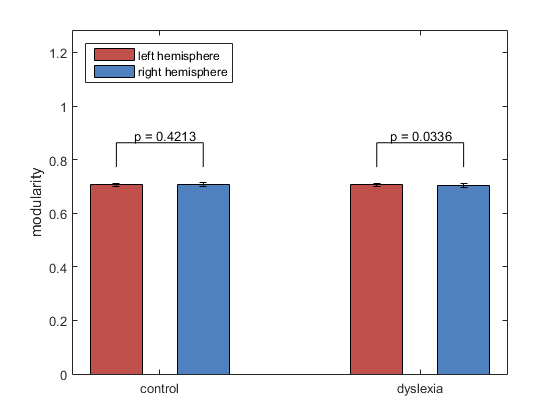 1.2
left hemisphere
right hemisphere
1
p = 0.4213
p = 0.0336
0.8
modularity
0.6
0.4
0.2
0
control
dyslexia